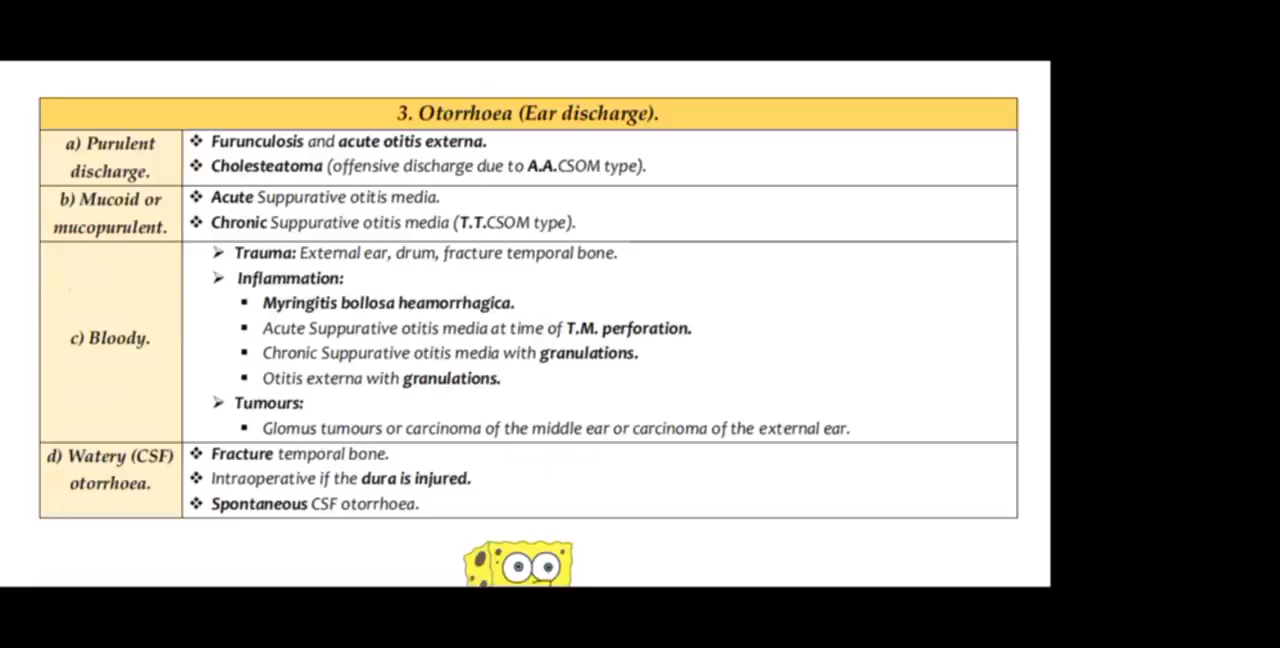 3. Otorrhoea (Ear discharge).
a) Purulent
discharge.
❖ Furunculosis and acute otitis externa.
❖ Cholesteatoma (offensive discharge due to A.A.CSOM type).
b) Mucoid or
mucopurulent.
❖ Acute Suppurative otitis media.
❖ Chronic Suppurative otitis media (T.T.CSOM type).
c) Bloody.
➢ Trauma: External ear, drum, fracture temporal bone.
➢ Inflammation:
▪ Myringitis bollosa heamorrhagica.
▪ Acute Suppurative otitis media at time of T.M. perforation.
▪ Chronic Suppurative otitis media with granulations.
▪ Otitis externa with granulations.
➢ Tumours:
▪ Glomus tumours or carcinoma of the middle ear or carcinoma of the external ear.
d) Watery (CSF)
otorrhoea.
❖ Fracture temporal bone.
❖ Intraoperative if the dura is injured.
❖ Spontaneous CSF otorrhoea.